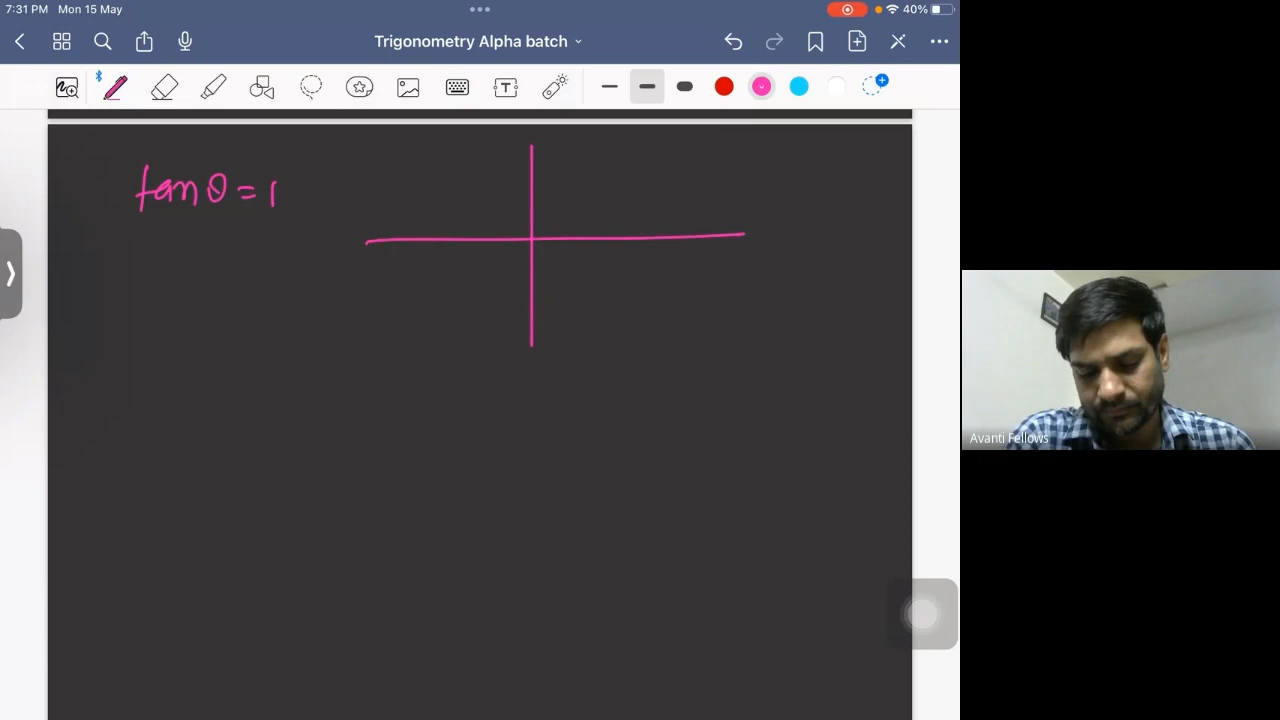 7:31 PM Mon 15 May
40%
Trigonometry Alpha batch
T
tan θ = 1
Avanti Fellows